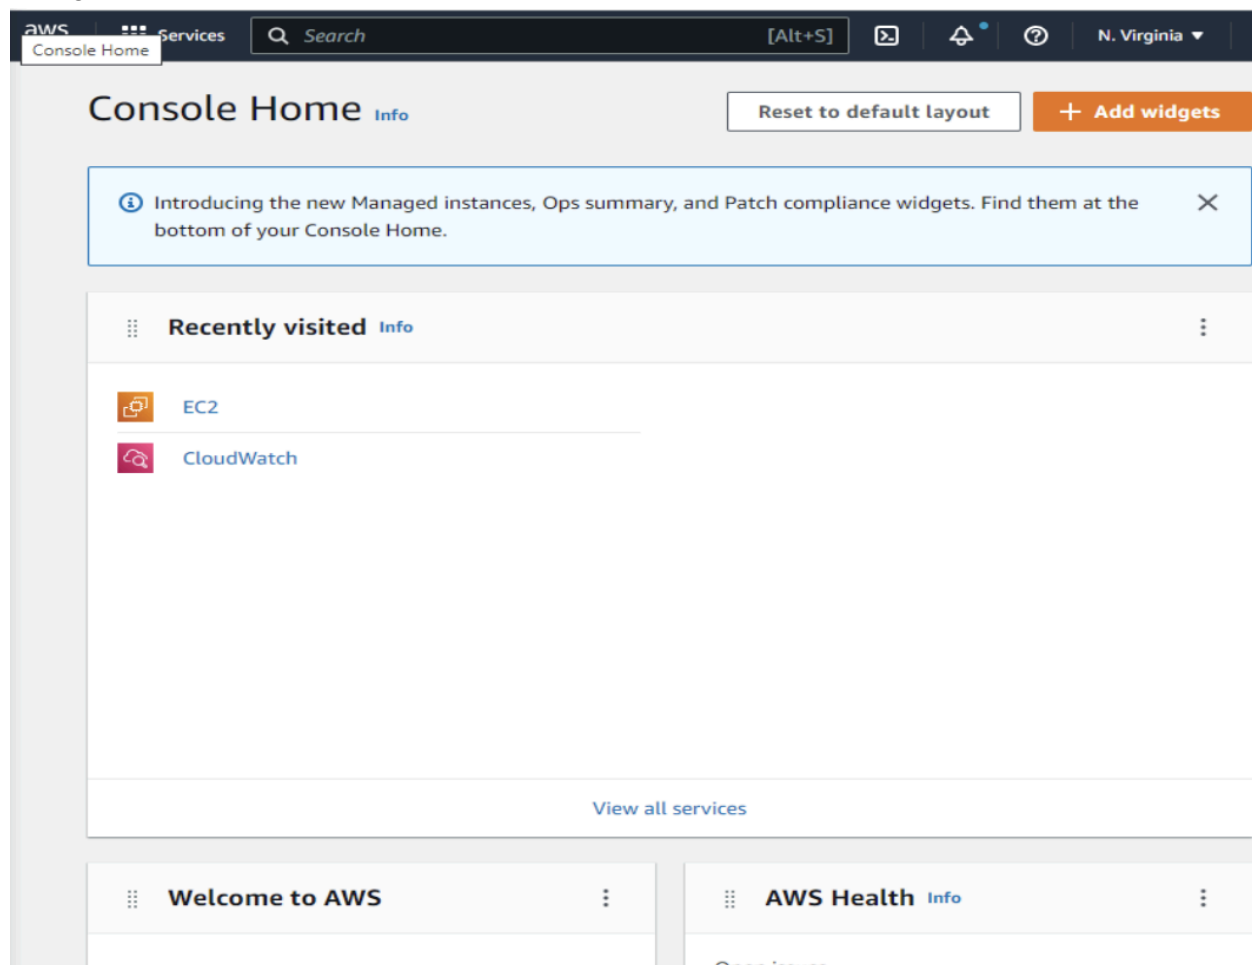 aws
Services
Search
[Alt+S]
N. Virginia
Console Home
Console Home Info
Reset to default layout
+ Add widgets
Introducing the new Managed instances, Ops summary, and Patch compliance widgets. Find them at the
bottom of your Console Home.
Recently visited Info
EC2
CloudWatch
View all services
Welcome to AWS
AWS Health Info